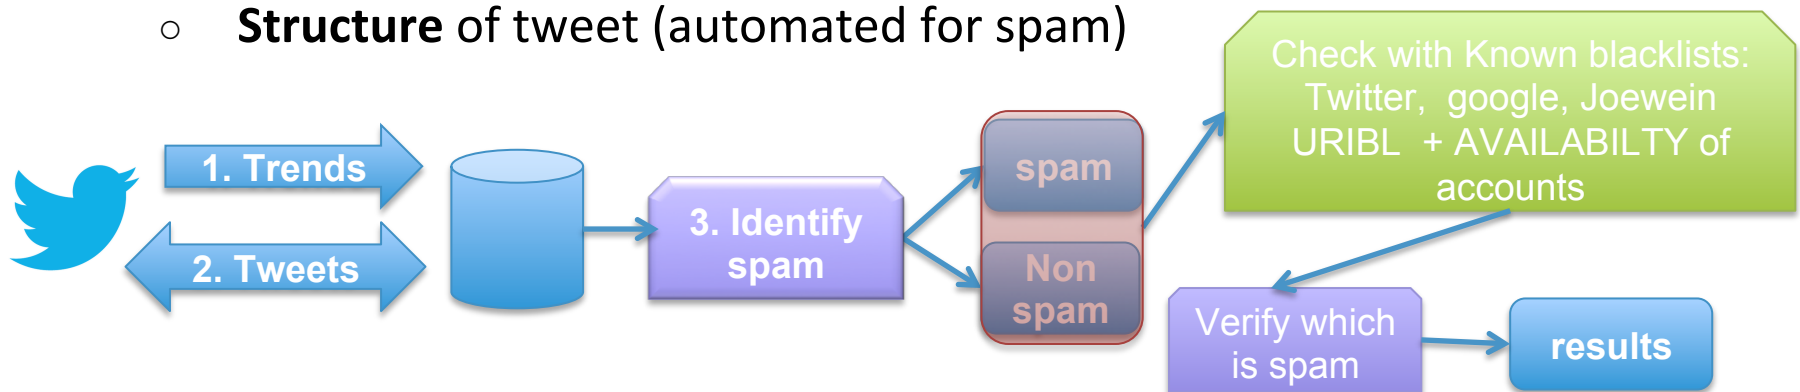 ○ Structure of tweet (automated for spam)
1. Trends
2. Tweets
3. Identify
spam
spam
Non
spam
Check with Known blacklists:
Twitter,  google, Joewein
URIBL  + AVAILABILTY of
accounts
Verify which
is spam
results